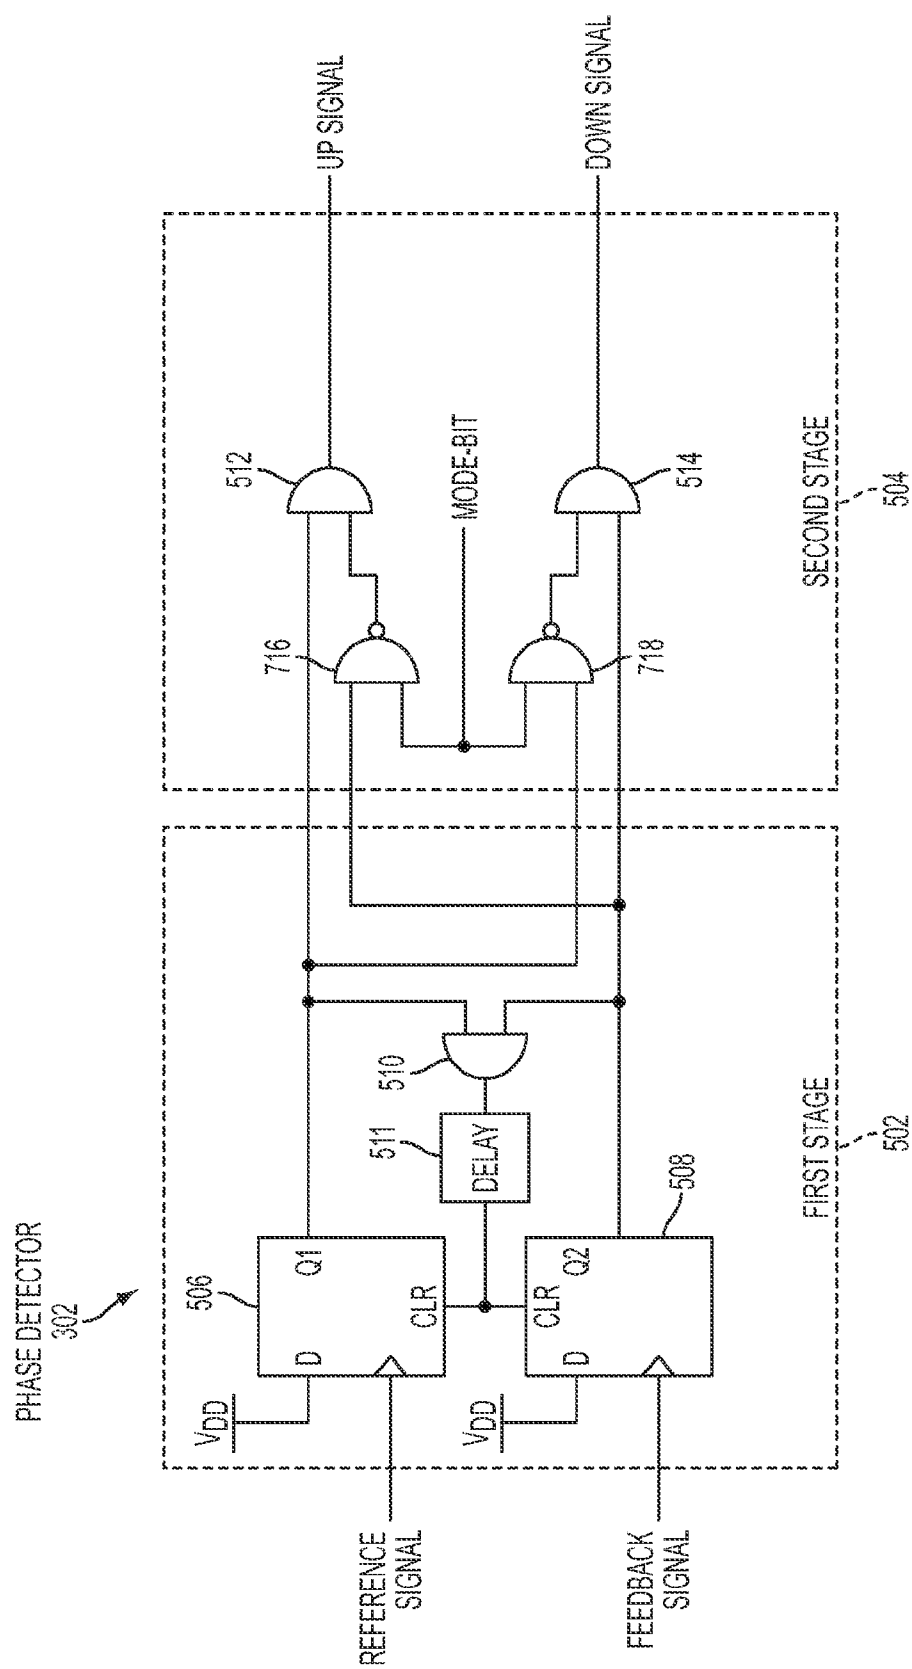 PHASE DETECTOR
302
REFERENCE
SIGNAL
FEEDBACK
SIGNAL
VDD
D
Q1
CLR
506
VDD
D
Q2
CLR
508
DELAY
511
510
FIRST STAGE
502
716
718
MODE-BIT
512
514
SECOND STAGE
504
UP SIGNAL
DOWN SIGNAL